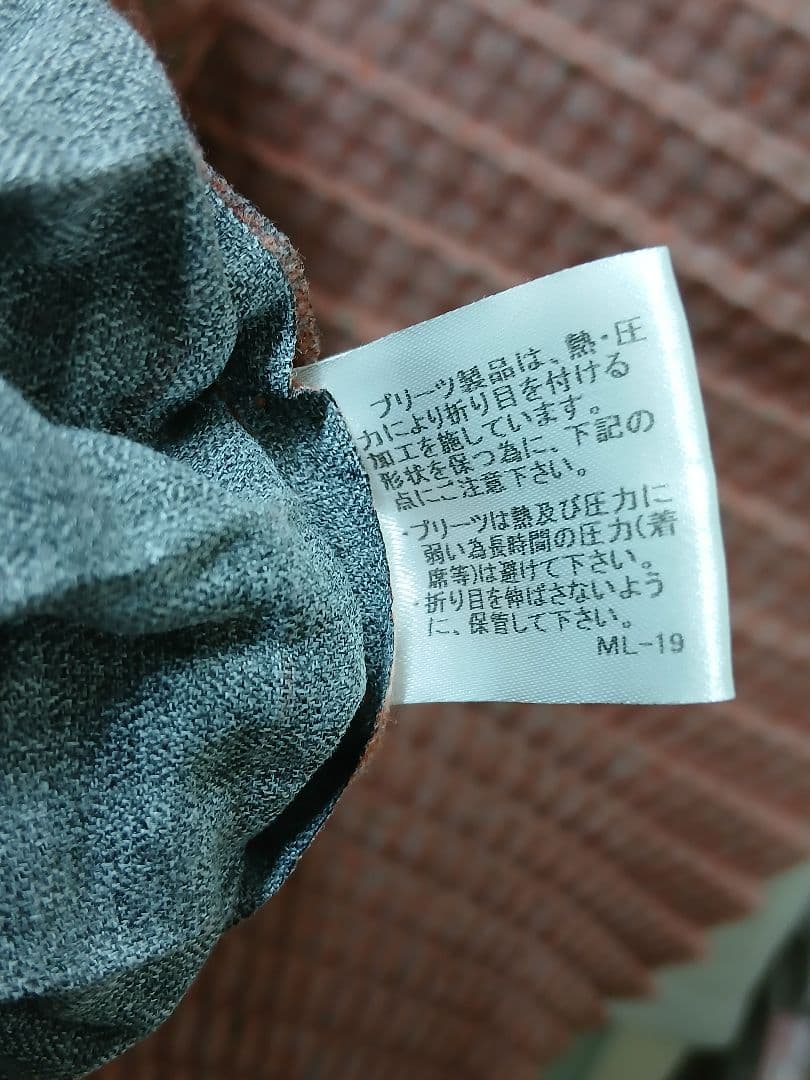 プリーツ製品は、熱・圧
力により折り目を付ける
加工を施しています。
形状を保つ為に、下記の
点にご注意下さい。
・プリーツは熱及び圧力に
弱い為長時間の圧力(着
席等)は避けて下さい。
・折り目を伸ばさないよう
に、保管して下さい。
ML-19